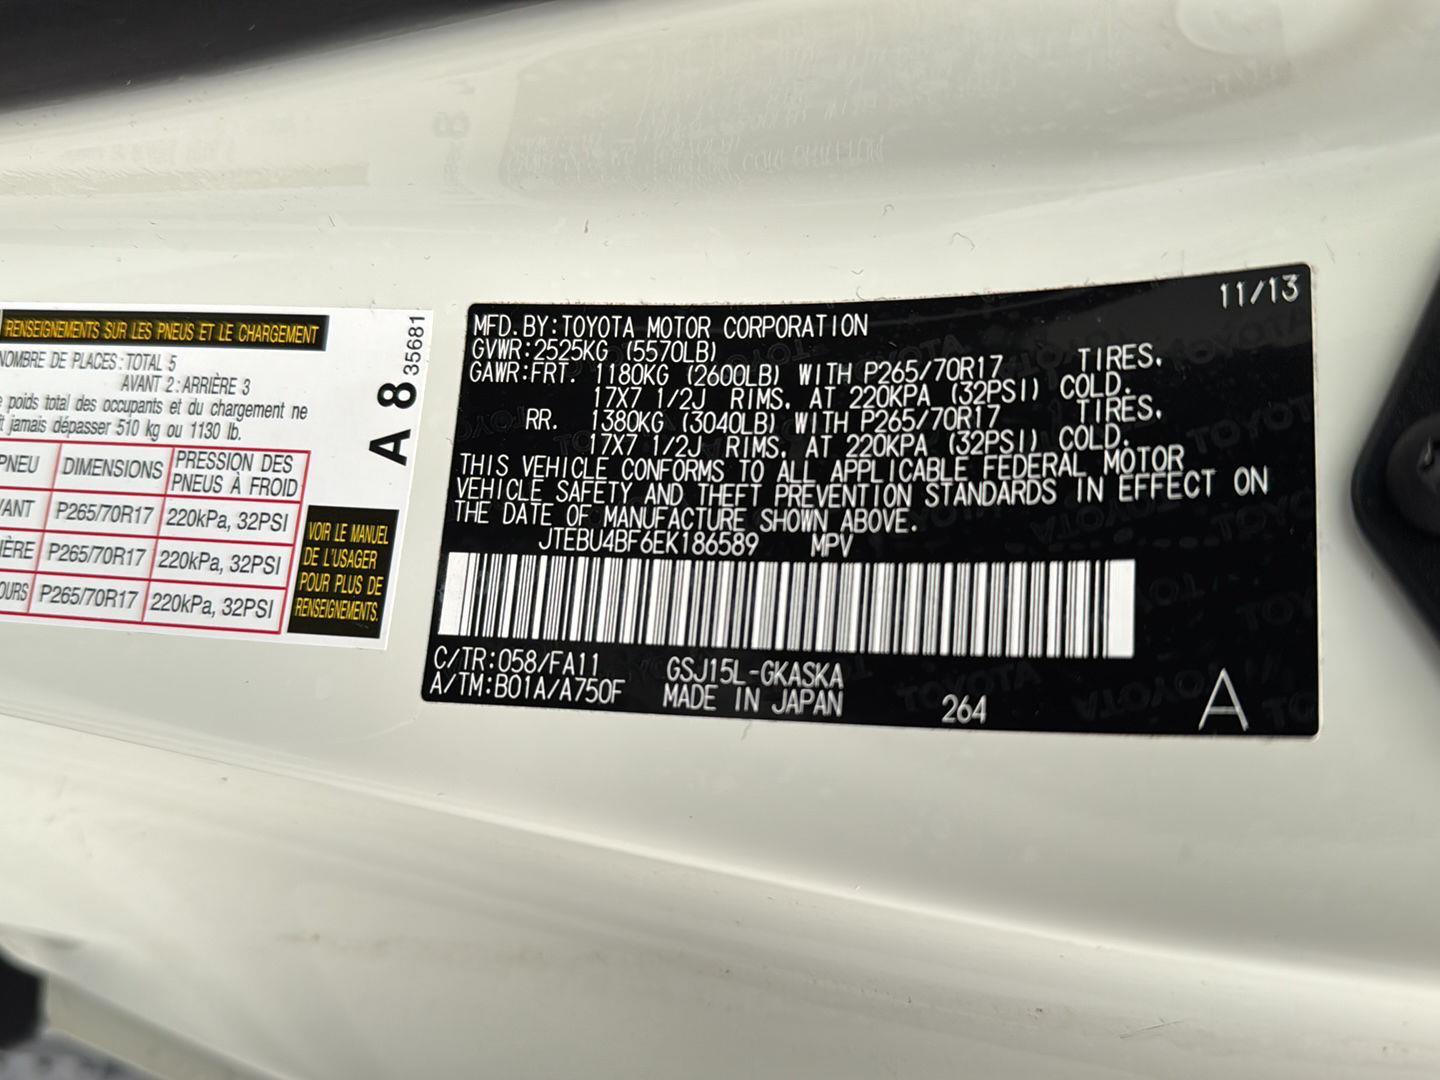 RENSEIGNEMENTS SUR LES PNEUS ET LE CHARGEMENT
NOMBRE DE PLACES : TOTAL 5
AVANT 2 : ARRIÈRE 3
poids total des occupants et du chargement ne
jamais dépasser 510 kg ou 1130 lb.
PNEU DIMENSIONS PRESSION DES PNEUS À FROID
P265/70R17 220kPa, 32PSI
P265/70R17 220kPa, 32PSI
P265/70R17 220kPa, 32PSI
VOIR LE MANUEL
DE L'USAGER
POUR PLUS DE
RENSEIGNEMENTS.
A 8 35681
11/13
MFD. BY: TOYOTA MOTOR CORPORATION
GVWR: 2525KG (5570LB)
GAWR: FRT. 1180KG (2600LB) WITH P265/70R17 TIRES.
17X7 1/2J RIMS. AT 220KPA (32PSI) COLD.
RR. 1380KG (3040LB) WITH P265/70R17 TIRES.
17X7 1/2J RIMS. AT 220KPA (32PSI) COLD.
THIS VEHICLE CONFORMS TO ALL APPLICABLE FEDERAL MOTOR
VEHICLE SAFETY AND THEFT PREVENTION STANDARDS IN EFFECT ON
THE DATE OF MANUFACTURE SHOWN ABOVE.
JTEBU4BF6EK186589 MPV
C/TR: 058/FA11 GSJ15L-GKASKA
A/TM: B01A/A750F MADE IN JAPAN 264 A